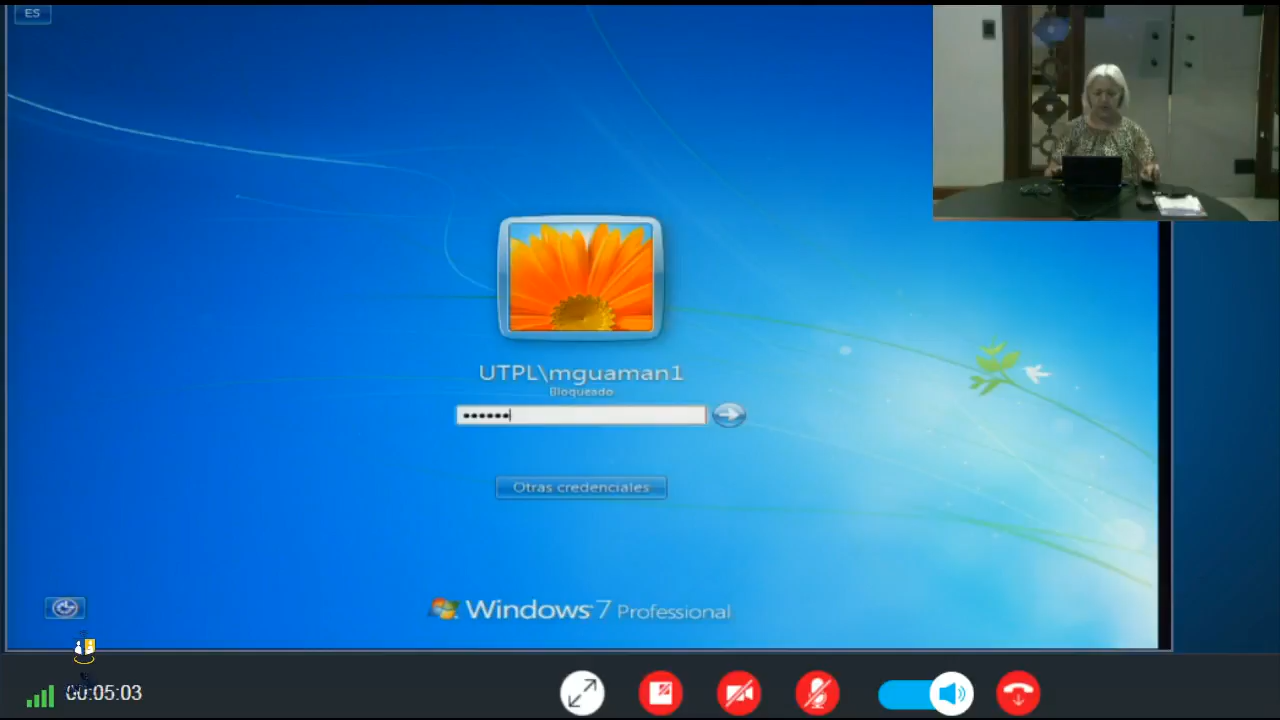 ES
UTPL\mguaman1
Bloqueado
Otras credenciales
Windows 7 Professional
00:05:03